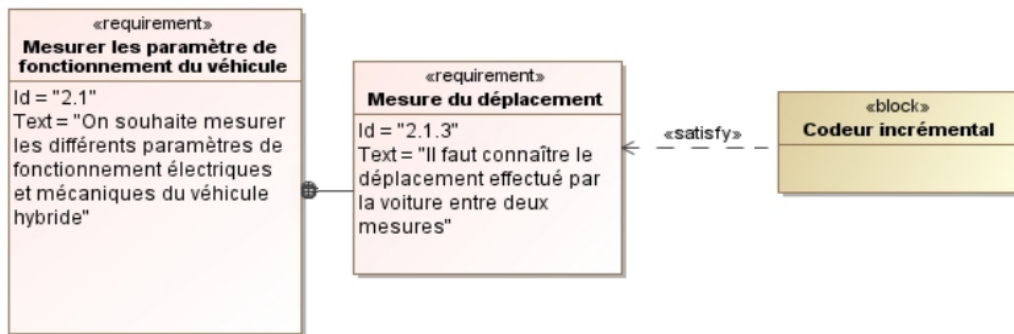 «requirement»
Mesurer les paramètre de
fonctionnement du véhicule
Id = "2.1"
Text = "On souhaite mesurer
les différents paramètres de
fonctionnement électriques
et mécaniques du véhicule
hybride"
«requirement»
Mesure du déplacement
Id = "2.1.3"
Text = "Il faut connaître le
déplacement effectué par
la voiture entre deux
mesures"
«satisfy»
«block»
Codeur incrémental